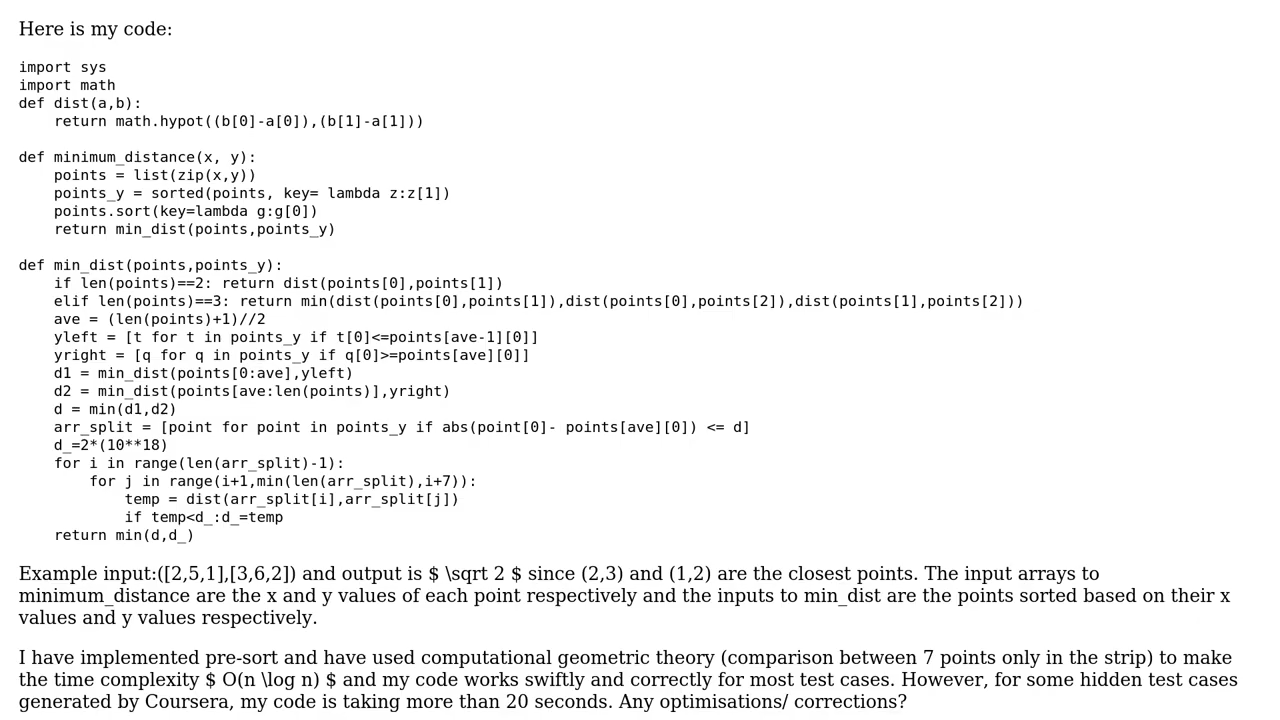 Here is my code:
import sys
import math
def dist(a,b):
    return math.hypot((b[0]-a[0]),(b[1]-a[1]))
def minimum_distance(x, y):
    points = list(zip(x,y))
    points_y = sorted(points, key= lambda z:z[1])
    points.sort(key=lambda g:g[0])
    return min_dist(points,points_y)
def min_dist(points,points_y):
    if len(points)==2: return dist(points[0],points[1])
    elif len(points)==3: return min(dist(points[0],points[1]),dist(points[0],points[2]),dist(points[1],points[2]))
    ave = (len(points)+1)//2
    yleft = [t for t in points_y if t[0]<=points[ave-1][0]]
    yright = [q for q in points_y if q[0]>=points[ave][0]]
    d1 = min_dist(points[0:ave],yleft)
    d2 = min_dist(points[ave:len(points)],yright)
    d = min(d1,d2)
    arr_split = [point for point in points_y if abs(point[0]- points[ave][0]) <= d]
    d_=2*(10**18)
    for i in range(len(arr_split)-1):
        for j in range(i+1,min(len(arr_split),i+7)):
            temp = dist(arr_split[i],arr_split[j])
            if temp<d_:d_=temp
    return min(d,d_)
Example input:([2,5,1],[3,6,2]) and output is $ \sqrt 2 $ since (2,3) and (1,2) are the closest points. The input arrays to
minimum_distance are the x and y values of each point respectively and the inputs to min_dist are the points sorted based on their x
values and y values respectively.
I have implemented pre-sort and have used computational geometric theory (comparison between 7 points only in the strip) to make
the time complexity $ O(n \log n) $ and my code works swiftly and correctly for most test cases. However, for some hidden test cases
generated by Coursera, my code is taking more than 20 seconds. Any optimisations/ corrections?